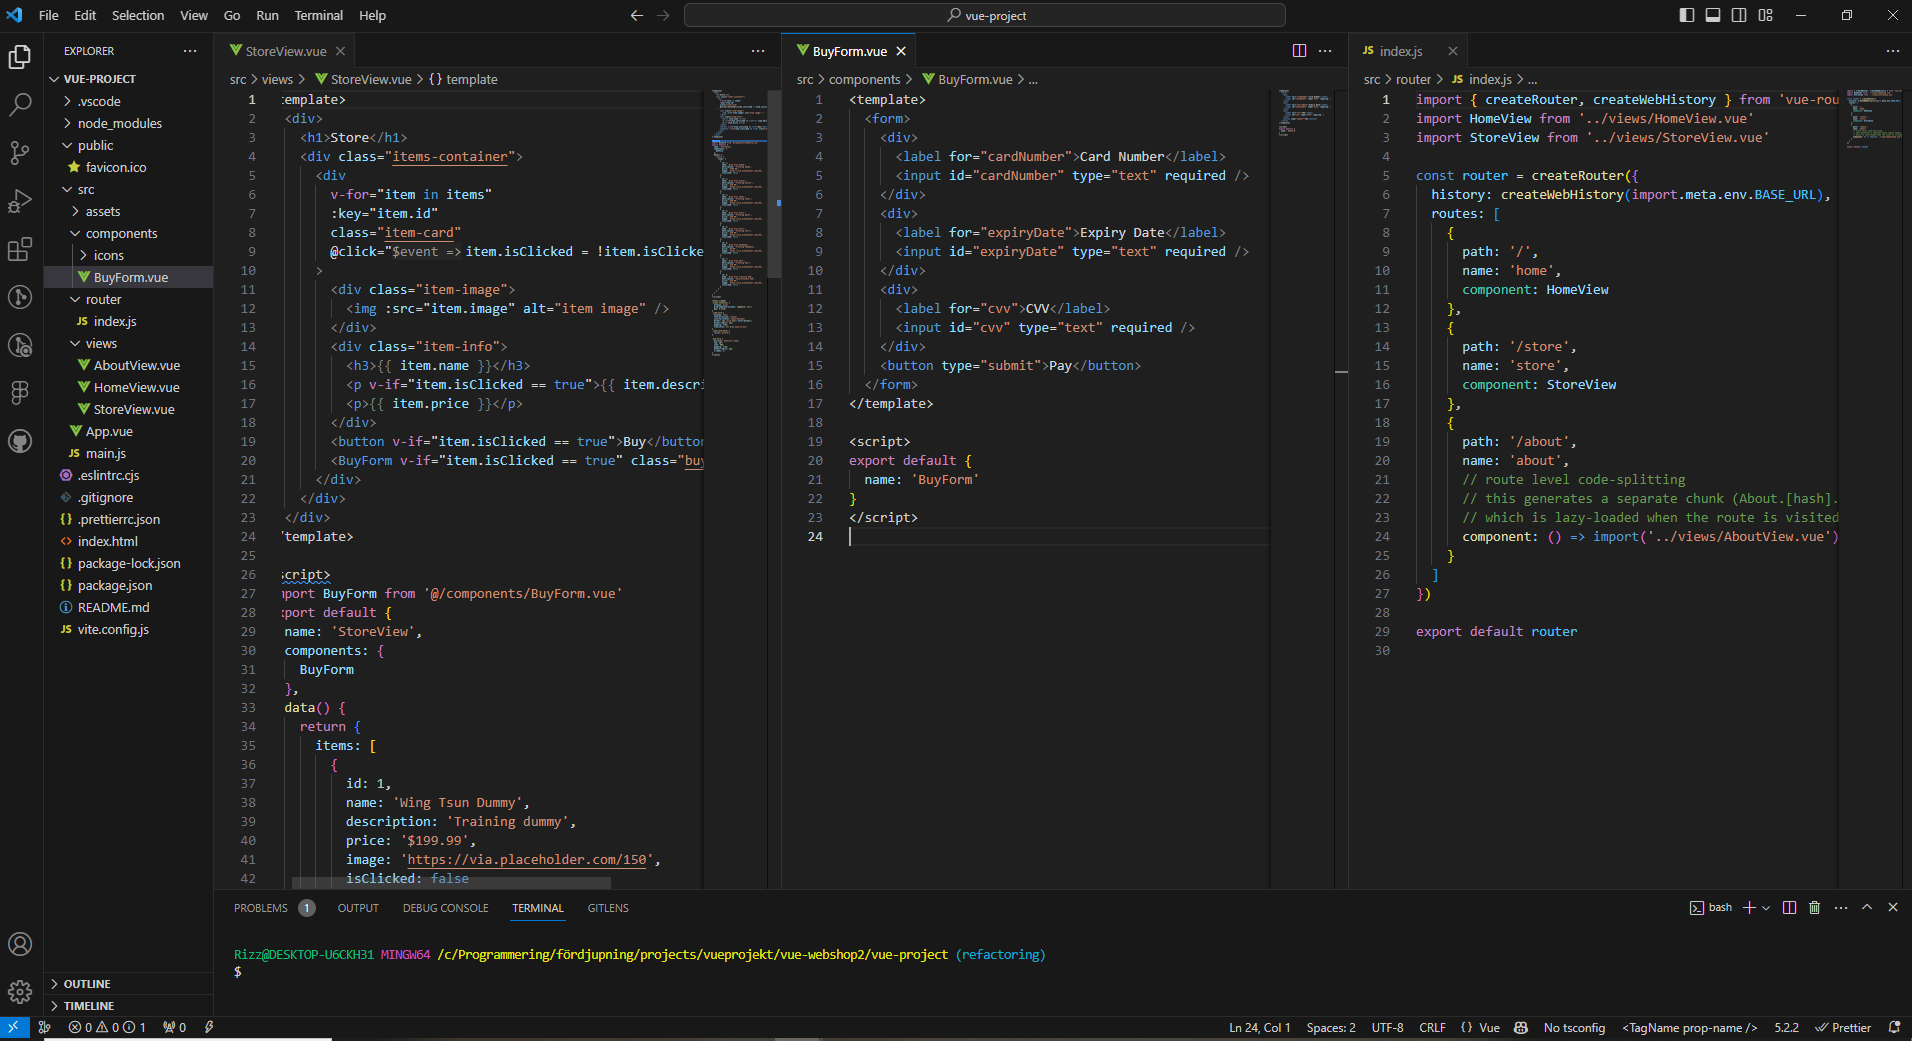 File Edit Selection View Go Run Terminal Help
vue-project
EXPLORER
VUE-PROJECT
.vscode
node_modules
public
favicon.ico
src
assets
components
icons
BuyForm.vue
router
JS index.js
views
AboutView.vue
HomeView.vue
StoreView.vue
App.vue
JS main.js
.eslintrc.cjs
.gitignore
{} .prettierrc.json
<> index.html
{} package-lock.json
{} package.json
README.md
JS vite.config.js
OUTLINE
TIMELINE
StoreView.vue
src > views > StoreView.vue > {} template
1 template>
2 <div>
3 <h1>Store</h1>
4 <div class="items-container">
5 <div
6 v-for="item in items"
7 :key="item.id"
8 class="item-card"
9 @click="$event => item.isClicked = !item.isClicke
10 >
11 <div class="item-image">
12 <img :src="item.image" alt="item image" />
13 </div>
14 <div class="item-info">
15 <h3>{{ item.name }}</h3>
16 <p v-if="item.isClicked == true">{{ item.descri
17 <p>{{ item.price }}</p>
18 </div>
19 <button v-if="item.isClicked == true">Buy</button
20 <BuyForm v-if="item.isClicked == true" class="buy
21 </div>
22 </div>
23 </div>
24 /template>
25
26 script>
27 mport BuyForm from '@/components/BuyForm.vue'
28 xport default {
29 name: 'StoreView',
30 components: {
31 BuyForm
32 },
33 data() {
34 return {
35 items: [
36 {
37 id: 1,
38 name: 'Wing Tsun Dummy',
39 description: 'Training dummy',
40 price: '$199.99',
41 image: 'https://via.placeholder.com/150',
42 isClicked: false
BuyForm.vue
src > components > BuyForm.vue > ...
1 <template>
2 <form>
3 <div>
4 <label for="cardNumber">Card Number</label>
5 <input id="cardNumber" type="text" required />
6 </div>
7 <div>
8 <label for="expiryDate">Expiry Date</label>
9 <input id="expiryDate" type="text" required />
10 </div>
11 <div>
12 <label for="cvv">CVV</label>
13 <input id="cvv" type="text" required />
14 </div>
15 <button type="submit">Pay</button>
16 </form>
17 </template>
18
19 <script>
20 export default {
21 name: 'BuyForm'
22 }
23 </script>
24
JS index.js
src > router > JS index.js > ...
1 import { createRouter, createWebHistory } from 'vue-rou
2 import HomeView from '../views/HomeView.vue'
3 import StoreView from '../views/StoreView.vue'
4
5 const router = createRouter({
6 history: createWebHistory(import.meta.env.BASE_URL),
7 routes: [
8 {
9 path: '/',
10 name: 'home',
11 component: HomeView
12 },
13 {
14 path: '/store',
15 name: 'store',
16 component: StoreView
17 },
18 {
19 path: '/about',
20 name: 'about',
21 // route level code-splitting
22 // this generates a separate chunk (About.[hash].
23 // which is lazy-loaded when the route is visited
24 component: () => import('../views/AboutView.vue')
25 }
26 ]
27 })
28
29 export default router
30
PROBLEMS 1 OUTPUT DEBUG CONSOLE TERMINAL GITLENS
bash
Rizz@DESKTOP-U6CKH31 MINGW64 /c/Programmering/fördjupning/projects/vueprojekt/vue-webshop2/vue-project (refactoring)
$
0 0 1 0
Ln 24, Col 1 Spaces: 2 UTF-8 CRLF {} Vue No tsconfig <TagName prop-name /> 5.2.2 Prettier